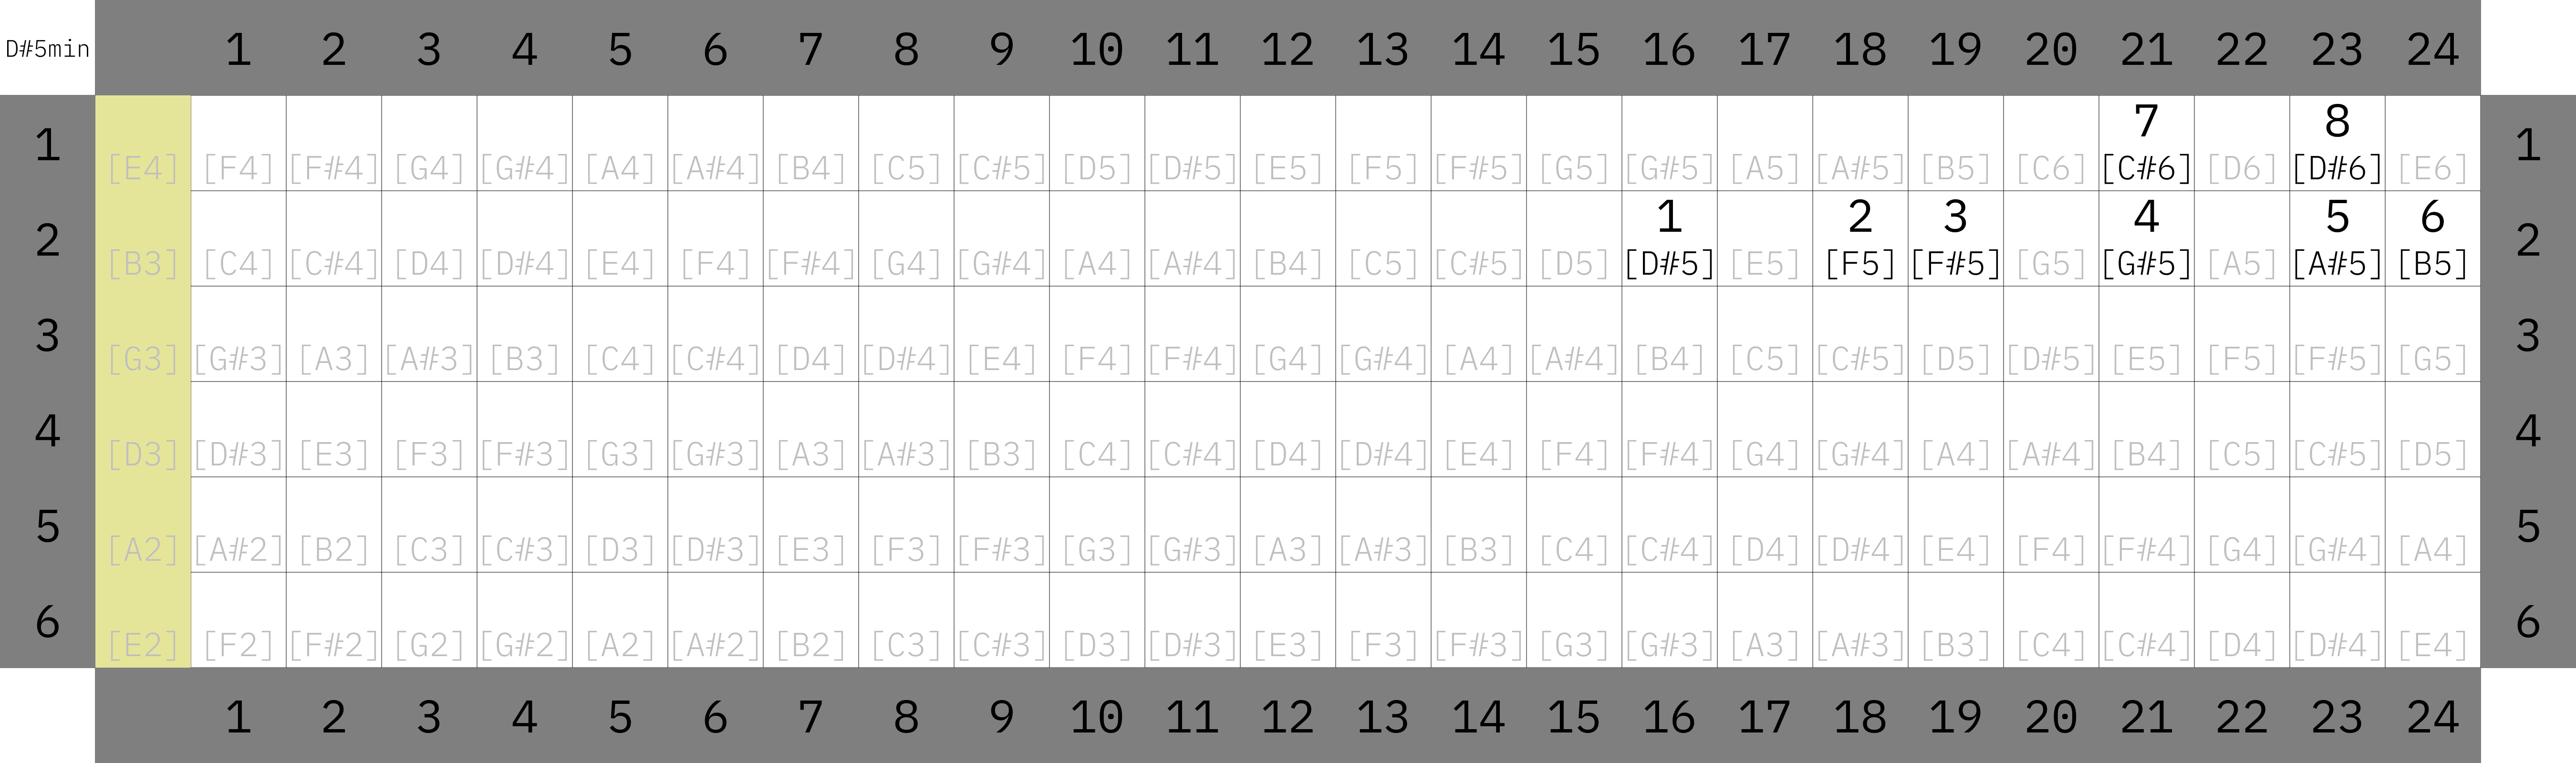 D#5min 1 2 3 4 5 6 7 8 9 10 11 12 13 14 15 16 17 18 19 20 21 22 23 24
7 8
1 [E4] [F4] [F#4] [G4] [G#4] [A4] [A#4] [B4] [C5] [C#5] [D5] [D#5] [E5] [F5] [F#5] [G5] [G#5] [A5] [A#5] [B5] [C6] [C#6] [D6] [D#6] [E6] 1
1 2 3 4 5 6
2 [B3] [C4] [C#4] [D4] [D#4] [E4] [F4] [F#4] [G4] [G#4] [A4] [A#4] [B4] [C5] [C#5] [D5] [D#5] [E5] [F5] [F#5] [G5] [G#5] [A5] [A#5] [B5] 2
3 [G3] [G#3] [A3] [A#3] [B3] [C4] [C#4] [D4] [D#4] [E4] [F4] [F#4] [G4] [G#4] [A4] [A#4] [B4] [C5] [C#5] [D5] [D#5] [E5] [F5] [F#5] [G5] 3
4 [D3] [D#3] [E3] [F3] [F#3] [G3] [G#3] [A3] [A#3] [B3] [C4] [C#4] [D4] [D#4] [E4] [F4] [F#4] [G4] [G#4] [A4] [A#4] [B4] [C5] [C#5] [D5] 4
5 [A2] [A#2] [B2] [C3] [C#3] [D3] [D#3] [E3] [F3] [F#3] [G3] [G#3] [A3] [A#3] [B3] [C4] [C#4] [D4] [D#4] [E4] [F4] [F#4] [G4] [G#4] [A4] 5
6 [E2] [F2] [F#2] [G2] [G#2] [A2] [A#2] [B2] [C3] [C#3] [D3] [D#3] [E3] [F3] [F#3] [G3] [G#3] [A3] [A#3] [B3] [C4] [C#4] [D4] [D#4] [E4] 6
1 2 3 4 5 6 7 8 9 10 11 12 13 14 15 16 17 18 19 20 21 22 23 24